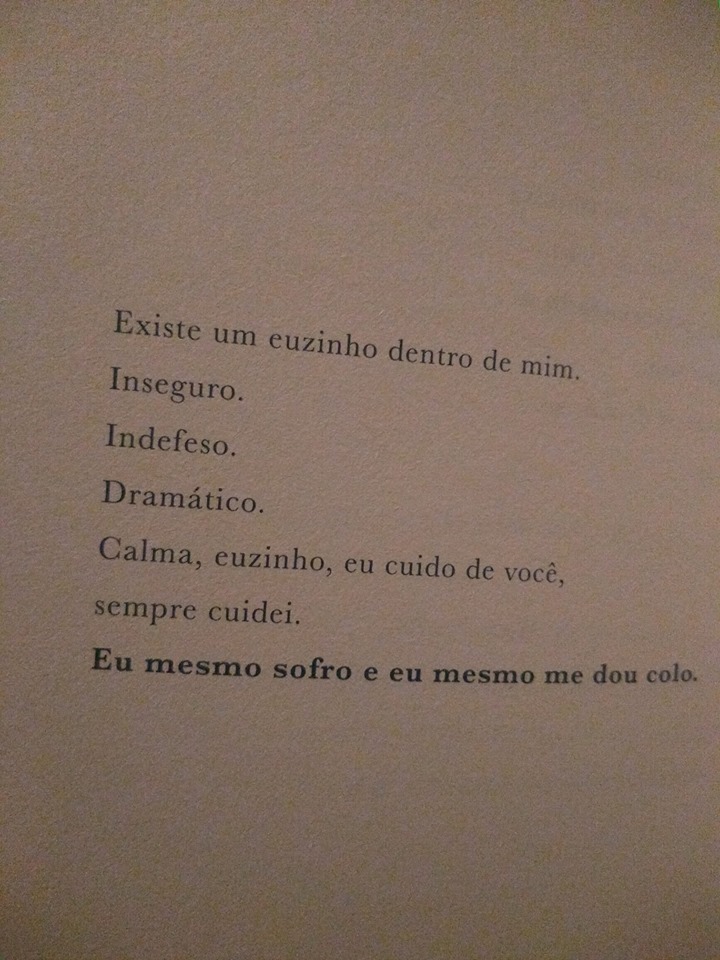 Existe um euzinho dentro de mim.
Inseguro.
Indefeso.
Dramático.
Calma, euzinho, eu cuido de você,
sempre cuidei.
Eu mesmo sofro e eu mesmo me dou colo.